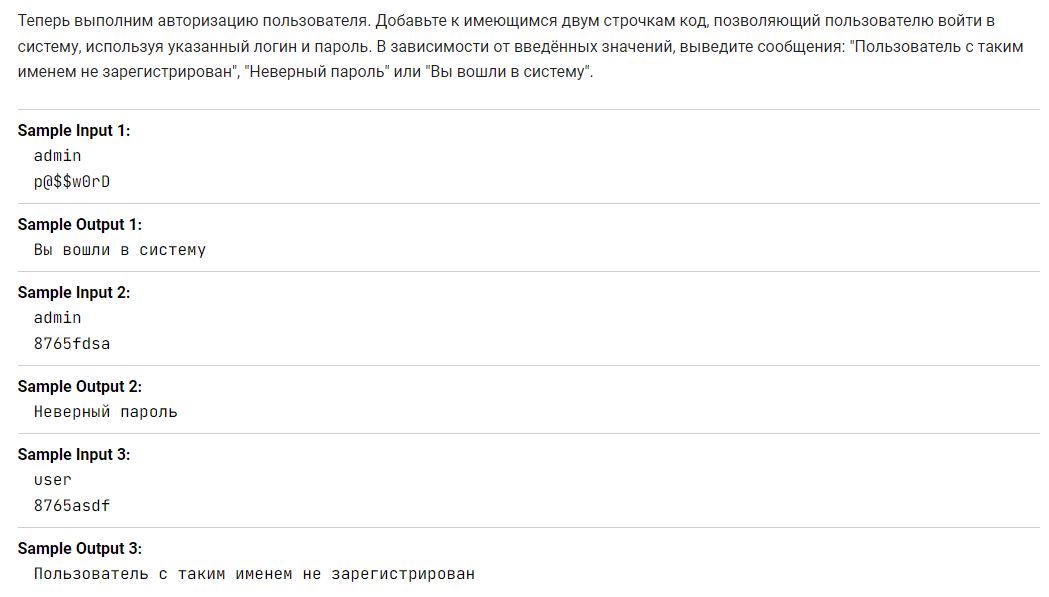 Теперь выполним авторизацию пользователя. Добавьте к имеющимся двум строчкам код, позволяющий пользователю войти в
систему, используя указанный логин и пароль. В зависимости от введённых значений, выведите сообщения: "Пользователь с таким
именем не зарегистрирован", "Неверный пароль" или "Вы вошли в систему".
Sample Input 1:
admin
p@$$w0rD
Sample Output 1:
Вы вошли в систему
Sample Input 2:
admin
8765fdsa
Sample Output 2:
Неверный пароль
Sample Input 3:
user
8765asdf
Sample Output 3:
Пользователь с таким именем не зарегистрирован